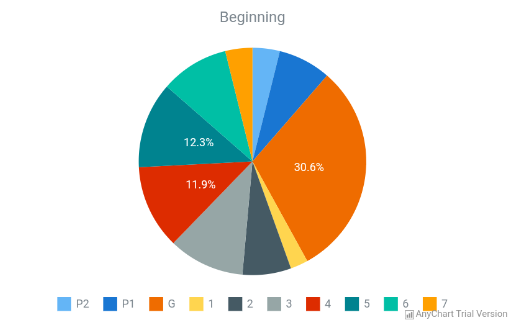 Beginning
12.3%
30.6%
11.9%
P2 P1 G 1 2 3 4 5 6 7
AnyChart Trial Version